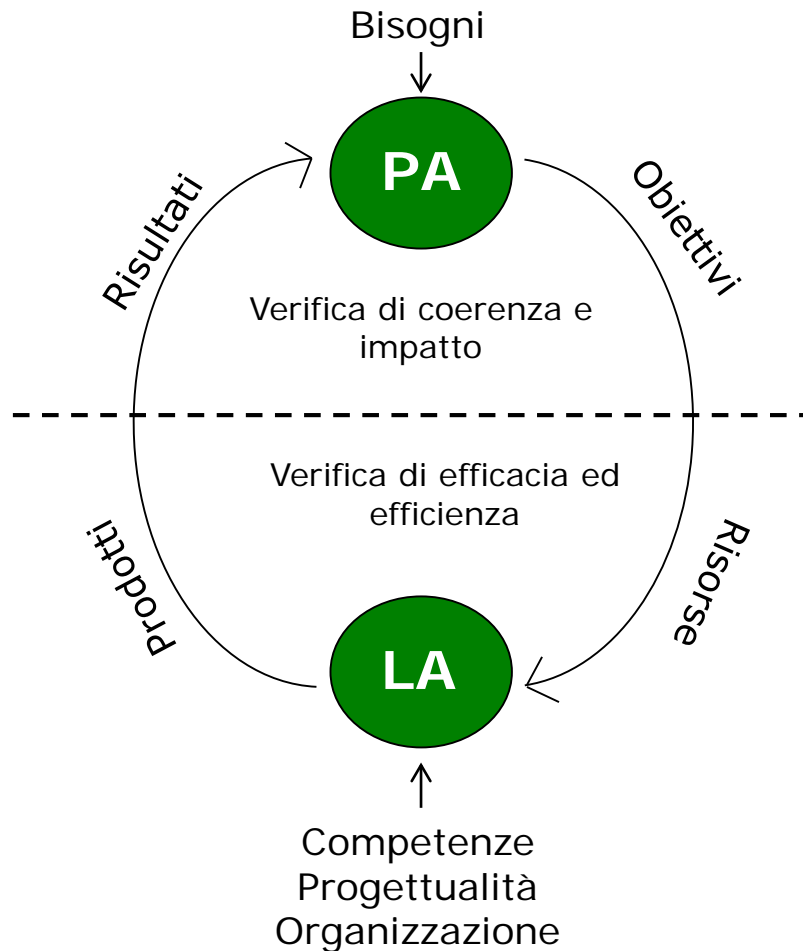 Bisogni
PA
Risultati
Obiettivi
Verifica di coerenza e
impatto
Verifica di efficacia ed
efficienza
Prodotti
Risorse
LA
Competenze
Progettualità
Organizzazione